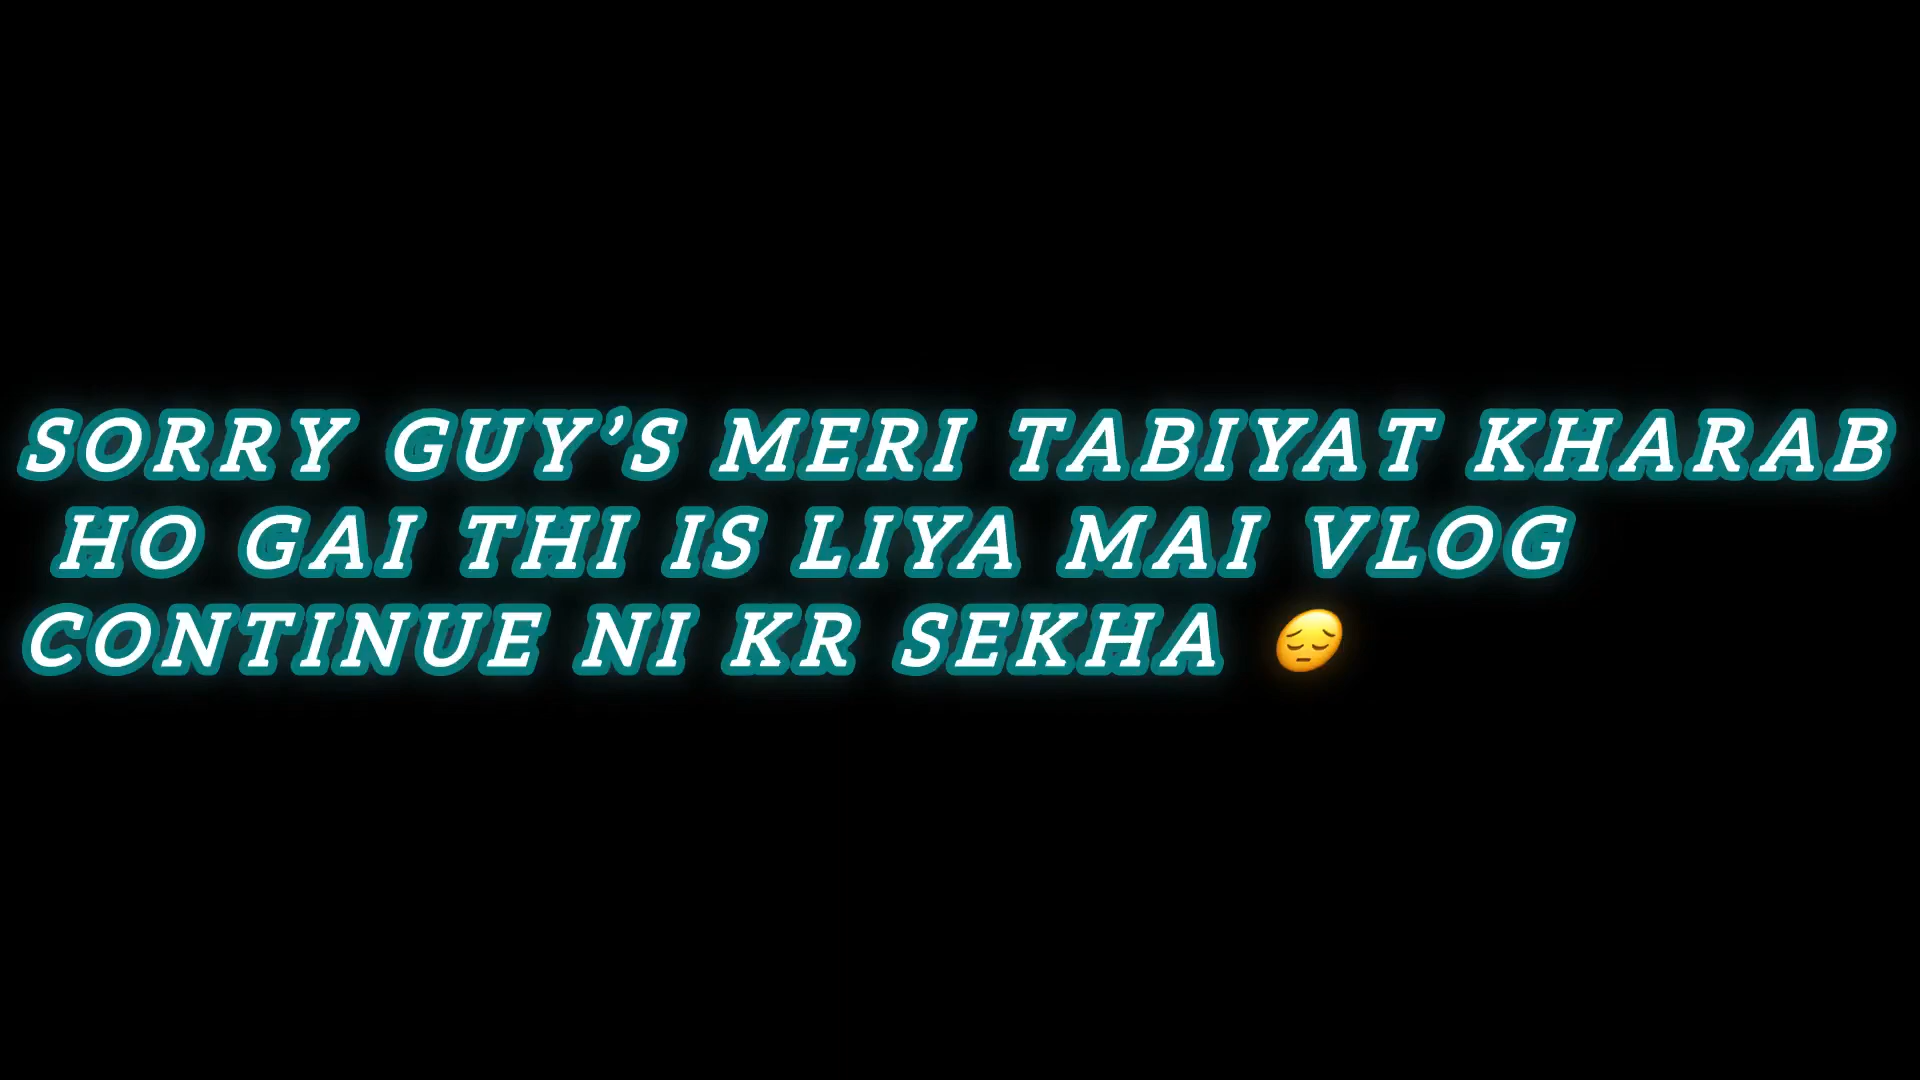 SORRY GUY’S MERI TABIYAT KHARAB
HO GAI THI IS LIYA MAI VLOG
CONTINUE NI KR SEKHA 😔